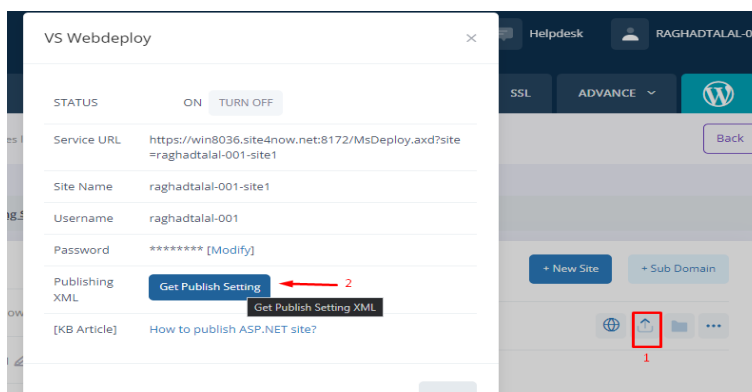 VS Webdeploy
×
Helpdesk
RAGHADTALAL-0
SSL
ADVANCE
Back
STATUS
ON TURN OFF
Service URL
https://win8036.site4now.net:8172/MsDeploy.axd?site
=raghadtalal-001-site1
Site Name
raghadtalal-001-site1
Username
raghadtalal-001
Password
******** [Modify]
Publishing
XML
Get Publish Setting
2
Get Publish Setting XML
[KB Article]
How to publish ASP.NET site?
+ New Site
+ Sub Domain
1